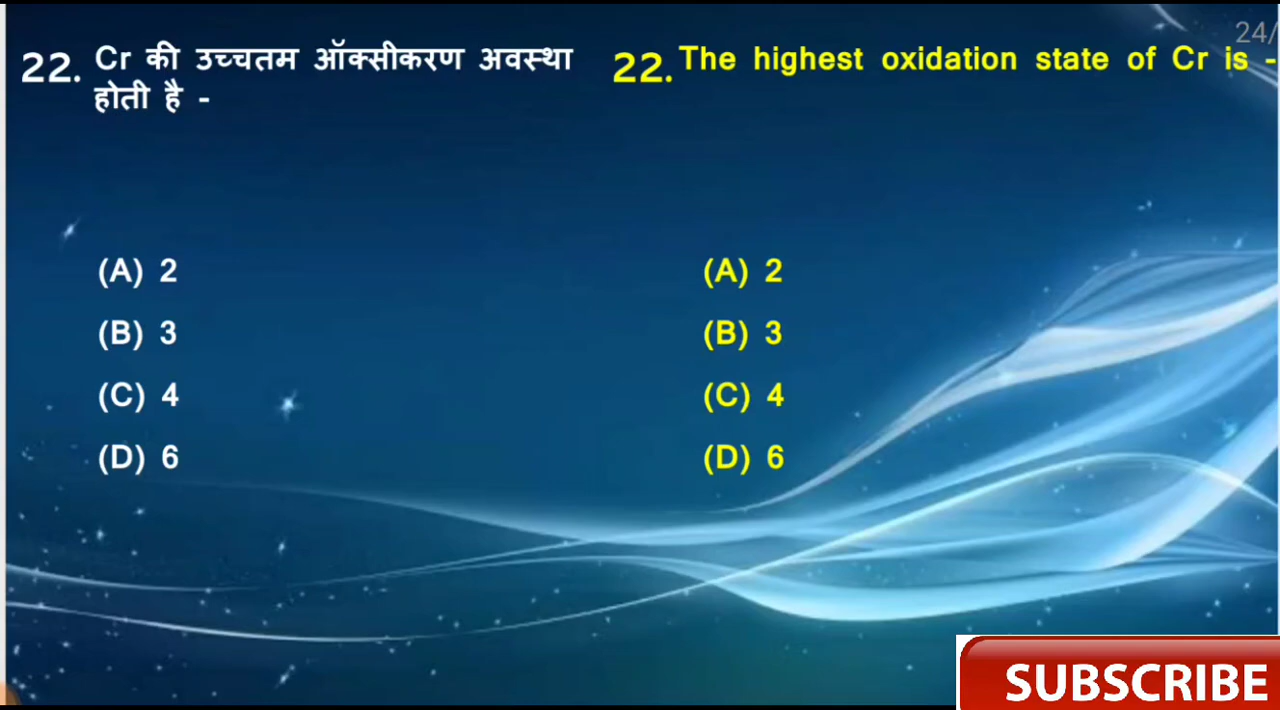 24/
22. Cr की उच्चतम ऑक्सीकरण अवस्था
होती है -
(A) 2
(B) 3
(C) 4
(D) 6
22. The highest oxidation state of Cr is -
(A) 2
(B) 3
(C) 4
(D) 6
SUBSCRIBE